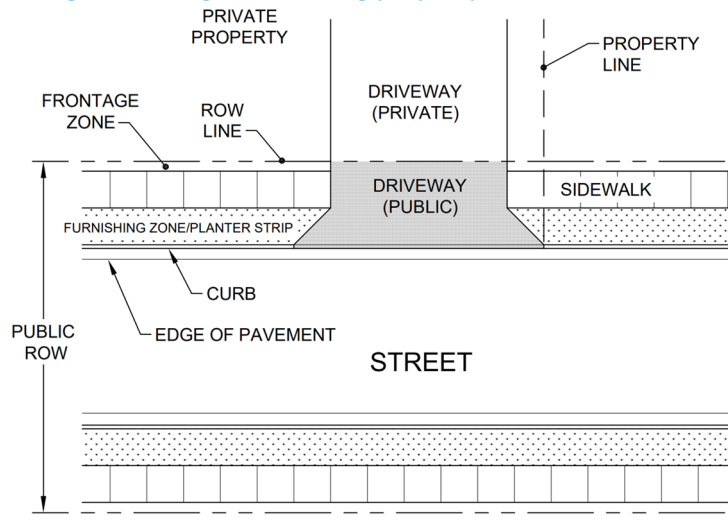 PRIVATE
PROPERTY
PROPERTY
LINE
DRIVEWAY
(PRIVATE)
FRONTAGE
ZONE
ROW
LINE
DRIVEWAY
(PUBLIC)
SIDEWALK
FURNISHING ZONE/PLANTER STRIP
CURB
EDGE OF PAVEMENT
PUBLIC
ROW
STREET